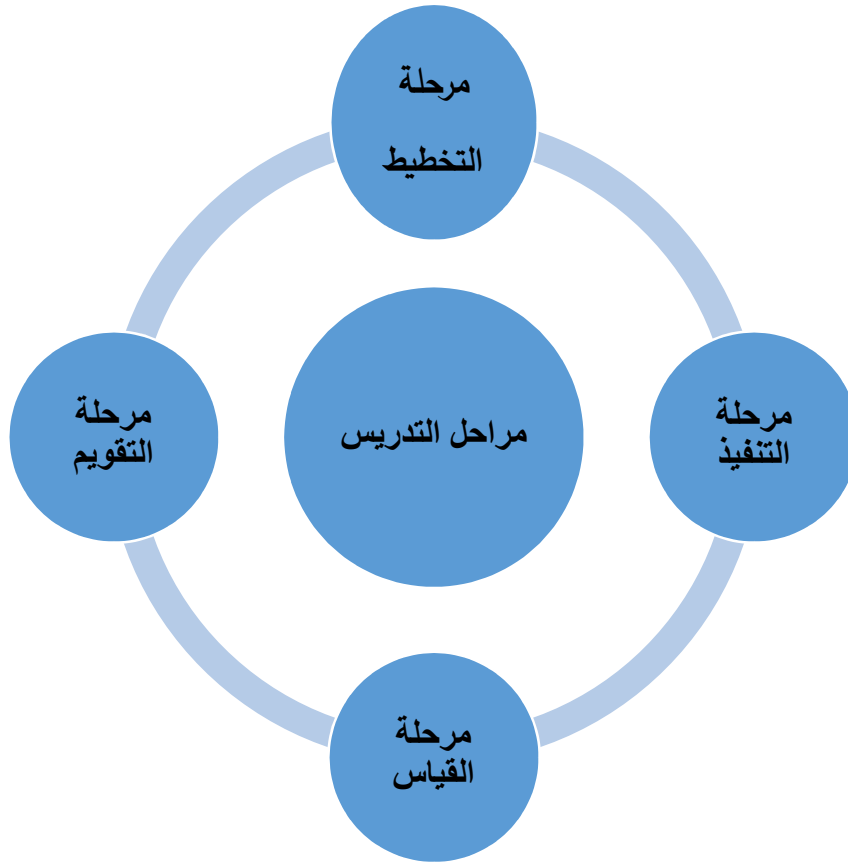 مرحلة
التخطيط
مراحل التدريس
مرحلة
التنفيذ
مرحلة
القياس
مرحلة
التقويم